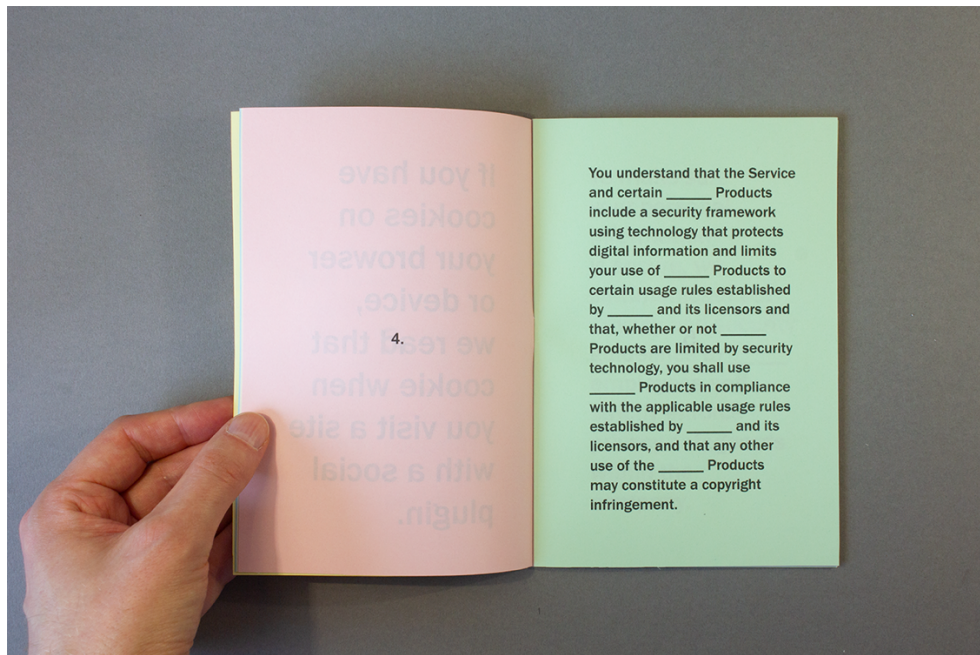 If you have
cookies on
your browser
or device,
we read that
cookie when
you visit a site
with a social
plugin.
4.
You understand that the Service
and certain ______ Products
include a security framework
using technology that protects
digital information and limits
your use of ______ Products to
certain usage rules established
by ______ and its licensors and
that, whether or not ______
Products are limited by security
technology, you shall use
______ Products in compliance
with the applicable usage rules
established by ______ and its
licensors, and that any other
use of the ______ Products
may constitute a copyright
infringement.